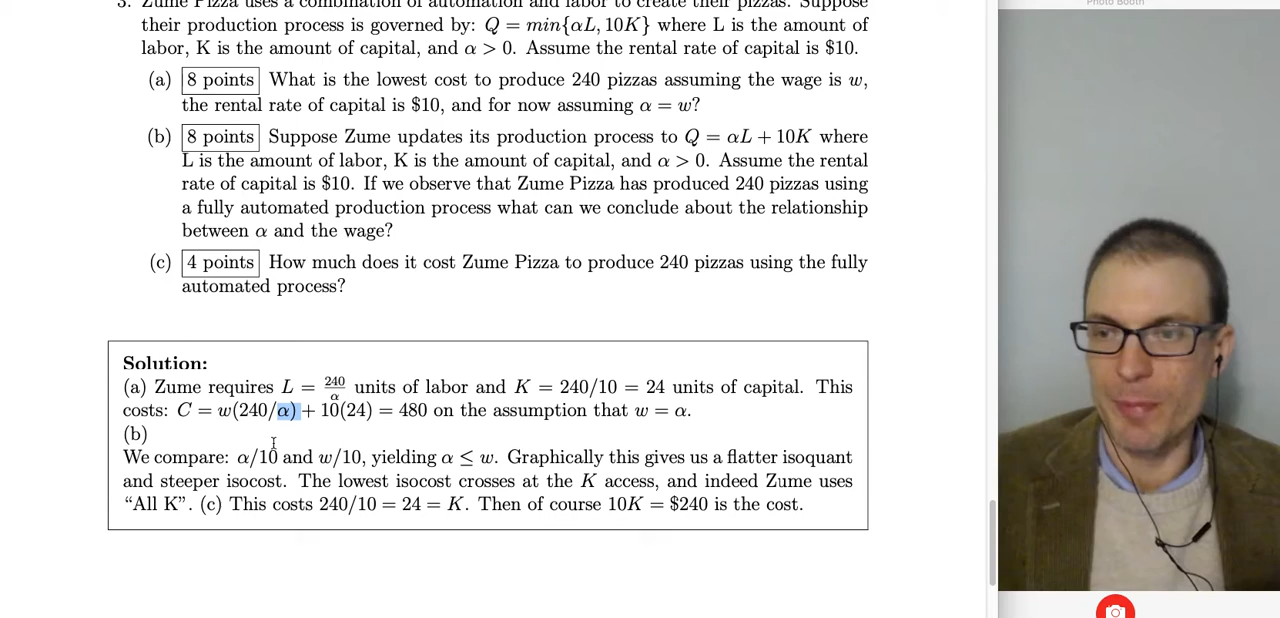 3. Zume Pizza uses a combination of automation and labor to create their pizzas. Suppose
their production process is governed by: Q = min{αL, 10K} where L is the amount of
labor, K is the amount of capital, and α > 0. Assume the rental rate of capital is $10.
(a) 8 points What is the lowest cost to produce 240 pizzas assuming the wage is w,
the rental rate of capital is $10, and for now assuming α = w?
(b) 8 points Suppose Zume updates its production process to Q = αL + 10K where
L is the amount of labor, K is the amount of capital, and α > 0. Assume the rental
rate of capital is $10. If we observe that Zume Pizza has produced 240 pizzas using
a fully automated production process what can we conclude about the relationship
between α and the wage?
(c) 4 points How much does it cost Zume Pizza to produce 240 pizzas using the fully
automated process?
Solution:
(a) Zume requires L = 240/α units of labor and K = 240/10 = 24 units of capital. This
costs: C = w(240/α) + 10(24) = 480 on the assumption that w = α.
(b)
We compare: α/10 and w/10, yielding α ≤ w. Graphically this gives us a flatter isoquant
and steeper isocost. The lowest isocost crosses at the K access, and indeed Zume uses
“All K”. (c) This costs 240/10 = 24 = K. Then of course 10K = $240 is the cost.
Photo Booth